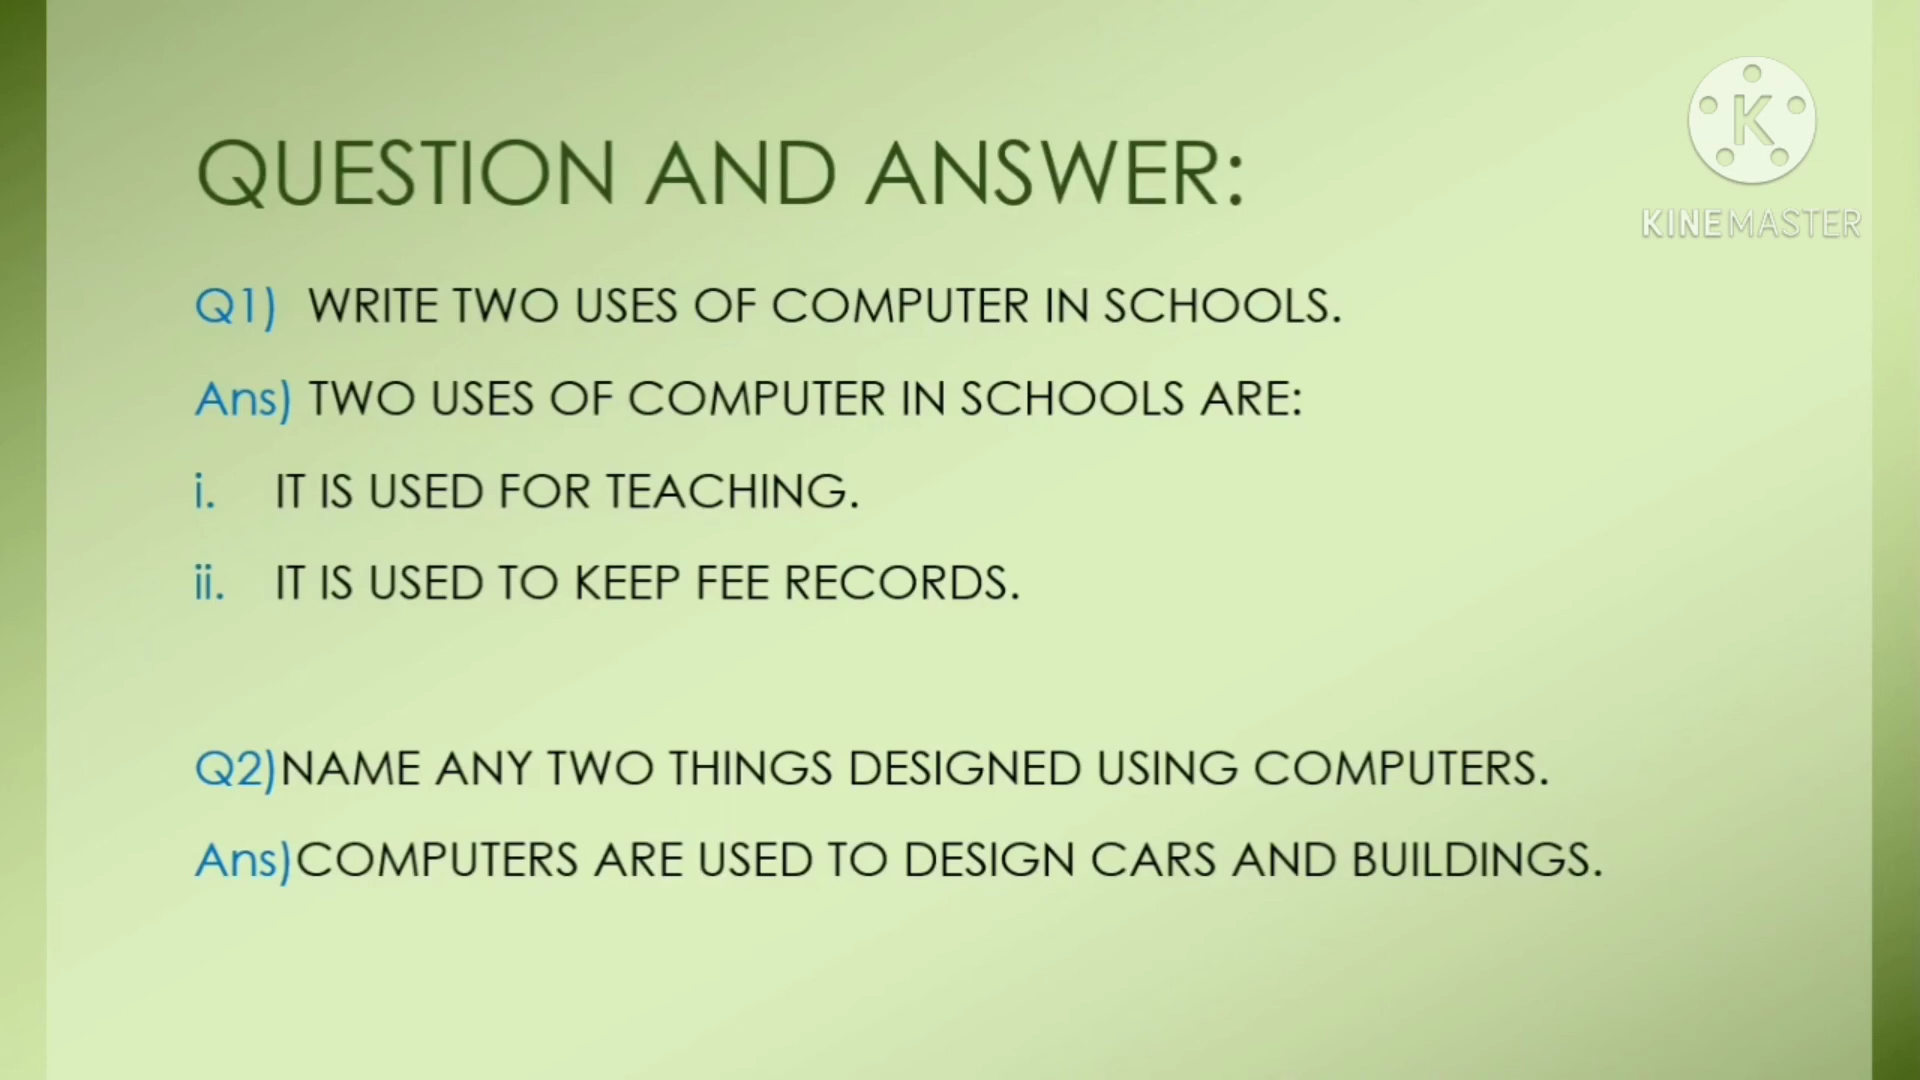 QUESTION AND ANSWER:
K
KINEMASTER
Q1) WRITE TWO USES OF COMPUTER IN SCHOOLS.
Ans) TWO USES OF COMPUTER IN SCHOOLS ARE:
i. IT IS USED FOR TEACHING.
ii. IT IS USED TO KEEP FEE RECORDS.
Q2)NAME ANY TWO THINGS DESIGNED USING COMPUTERS.
Ans)COMPUTERS ARE USED TO DESIGN CARS AND BUILDINGS.